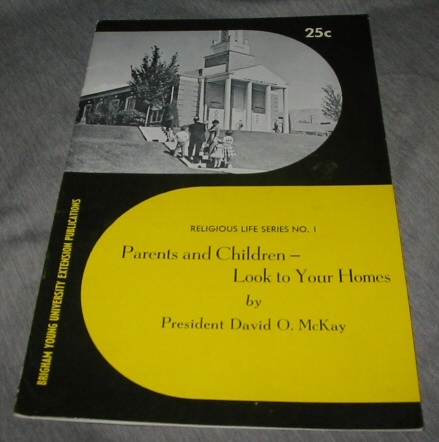 25c
RELIGIOUS LIFE SERIES NO. 1
Parents and Children —
Look to Your Homes
by
President David O. McKay
BRIGHAM YOUNG UNIVERSITY EXTENSION PUBLICATIONS